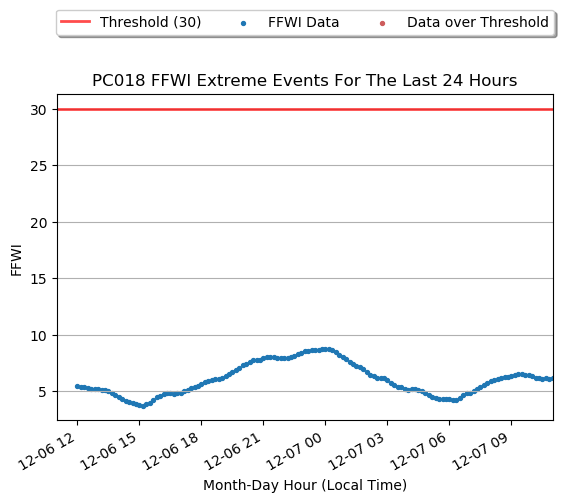 Threshold (30) FFWI Data Data over Threshold
PC018 FFWI Extreme Events For The Last 24 Hours
30
25
20
15
10
5
FFWI
12-06 12 12-06 15 12-06 18 12-06 21 12-07 00 12-07 03 12-07 06 12-07 09
Month-Day Hour (Local Time)